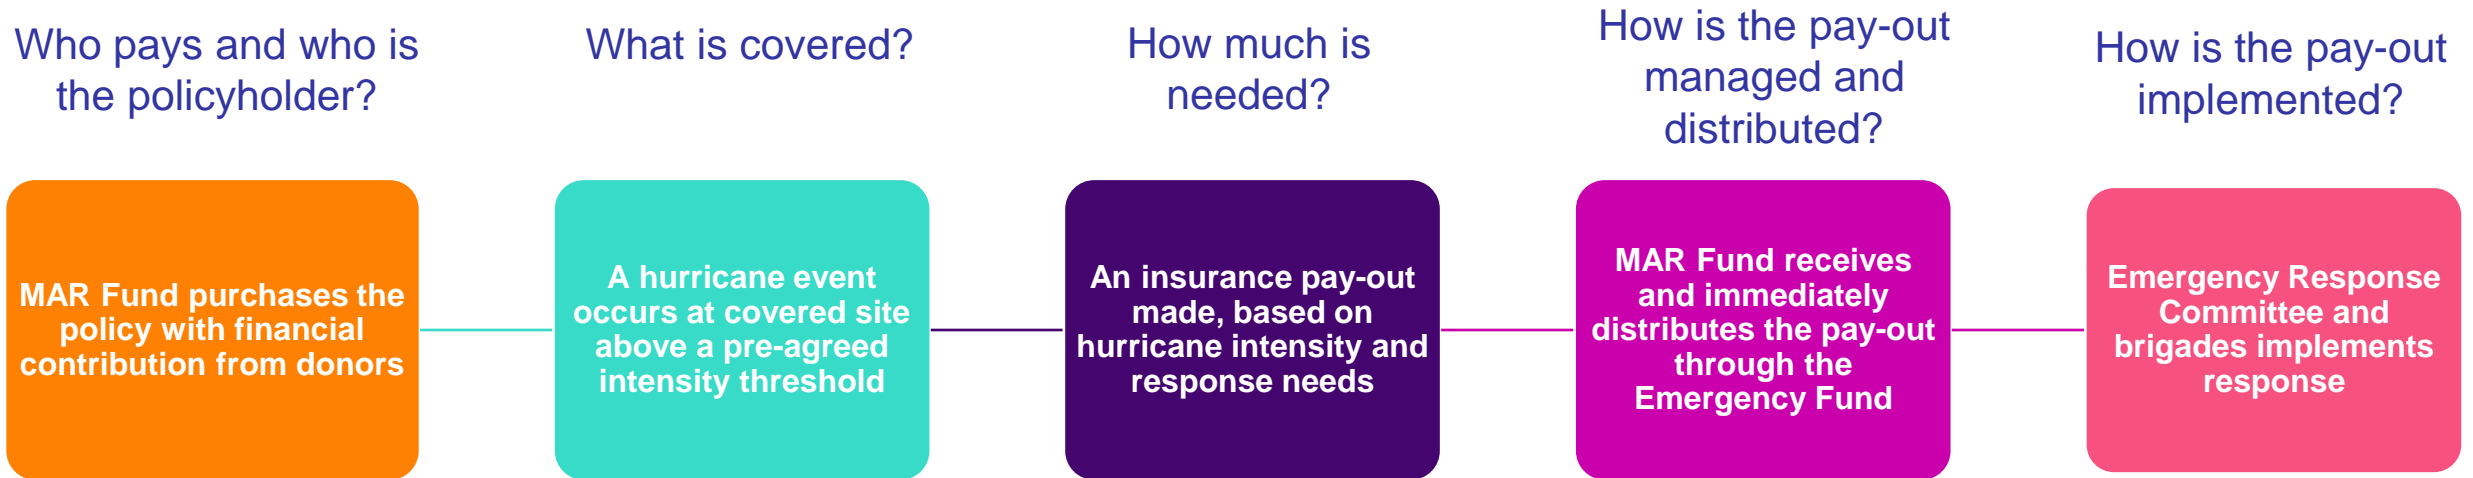 Who pays and who is
the policyholder?
What is covered?
How much is
needed?
How is the pay-out
managed and
distributed?
How is the pay-out
implemented?
MAR Fund purchases the
policy with financial
contribution from donors
A hurricane event
occurs at covered site
above a pre-agreed
intensity threshold
An insurance pay-out
made, based on
hurricane intensity and
response needs
MAR Fund receives
and immediately
distributes the pay-out
through the
Emergency Fund
Emergency Response
Committee and
brigades implements
response